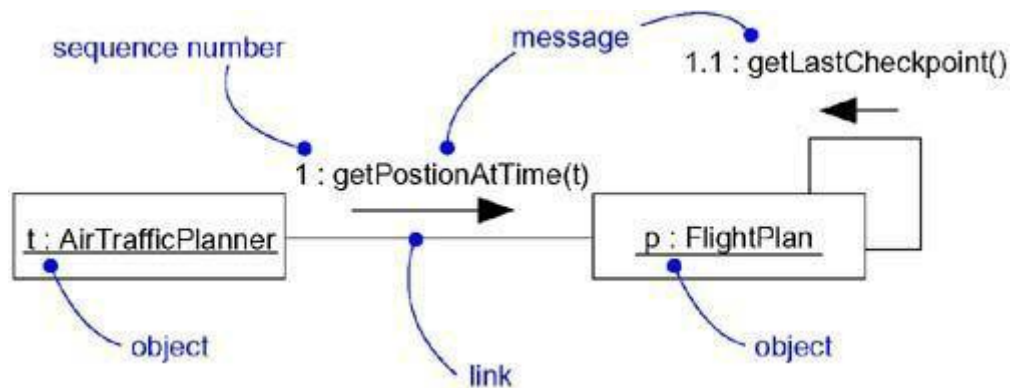 sequence number
message
1.1 : getLastCheckpoint()
1 : getPostionAtTime(t)
t : AirTrafficPlanner
p : FlightPlan
object
link
object